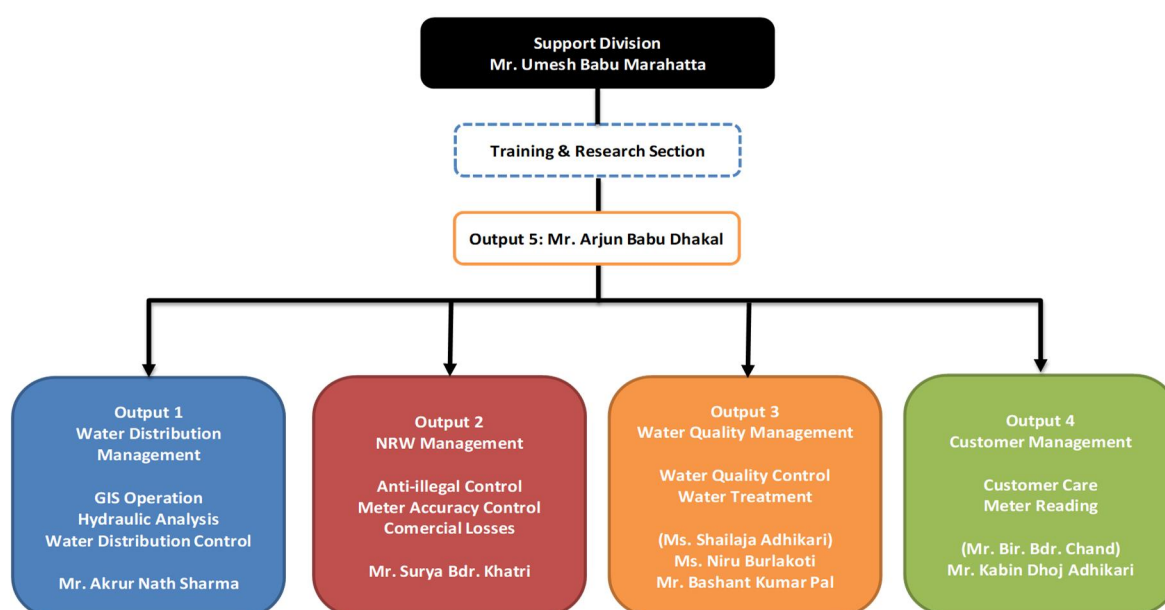 Support Division
Mr. Umesh Babu Marahatta
Training & Research Section
Output 5: Mr. Arjun Babu Dhakal
Output 1
Water Distribution
Management
GIS Operation
Hydraulic Analysis
Water Distribution Control
Mr. Akrur Nath Sharma
Output 2
NRW Management
Anti-illegal Control
Meter Accuracy Control
Comercial Losses
Mr. Surya Bdr. Khatri
Output 3
Water Quality Management
Water Quality Control
Water Treatment
(Ms. Shailaja Adhikari)
Ms. Niru Burlakoti
Mr. Bashant Kumar Pal
Output 4
Customer Management
Customer Care
Meter Reading
(Mr. Bir. Bdr. Chand)
Mr. Kabin Dhoj Adhikari